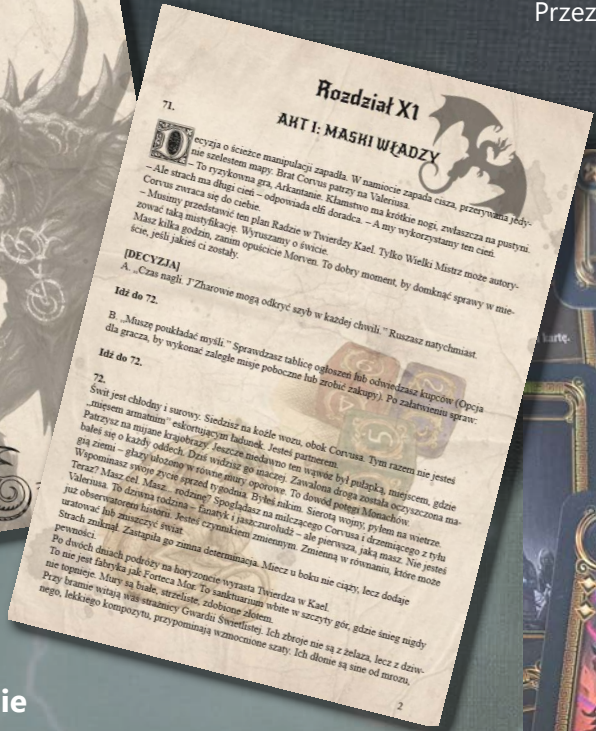 Przez
Rozdział X1
AKT I: MASKI WŁADZY
71.
Decyzja o ścieżce manipulacji zapadła. W namiocie zapada cisza, przerywana jedy-
nie szelestem mapy. Brat Corvus patrzy na Valeriusa.
– To ryzykowna gra, Arkantanie. Kłamstwo ma krótkie nogi, zwłaszcza na pustyni.
– Ale strach ma długi cień, – odpowiada elfi doradca. – A my wykorzystamy ten cień.
Corvus zwraca się do ciebie.
– Musimy przedstawić ten plan Radzie w Twierdzy Kael. Tylko Wielki Mistrz może autory-
zować taką mistyfikację. Wyruszamy o świcie.
Masz kilka godzin, zanim opuścicie Morven. To dobry moment, by domknąć sprawy w mie-
ście, jeśli jakieś ci zostały.
[DECYZJA]
A. „Czas nagli. J'Zharowie mogą odkryć szyb w każdej chwili.” Ruszasz natychmiast.
Idź do 72.
B. „Muszę poukładać myśli.” Sprawdzasz tablicę ogłoszeń lub odwiedzasz kupców (Opcja
dla gracza, by wykonać zaległe misje poboczne lub zrobić zakupy). Po załatwieniu spraw:
Idź do 72.
72.
Świt jest chłodny i surowy. Siedzisz na koźle wozu, obok Corvusa. Tym razem nie jesteś
„mięsem armatnim” eskortującym ładunek. Jesteś partnerem.
Patrzysz na mijane krajobrazy. Jeszcze niedawno ten wąwóz był pułapką, miejscem, gdzie
bałeś się o każdy oddech. Dziś widzisz go inaczej. Zawalona droga została oczyszczona ma-
gią ziemi – głazy ułożono w równe mury oporowe. To dowód potęgi Monachów.
Wspominasz swoje życie sprzed tygodnia. Byłeś nikim. Sierotą wojny, pyłem na wietrze.
Teraz? Masz cel. Masz... rodzinę? Spoglądasz na milczącego Corvusa i drzemiącego z tyłu
Valeriusa. To dziwna rodzina – fanatyk i jaszczuroludź – ale pierwsza, jaką masz. Nie jesteś
już obserwatorem historii. Jesteś czynnikiem zmiennym. Zmienną w równaniu, które może
uratować lub zniszczyć świat.
Strach zniknął. Zastąpiła go zimna determinacja. Miecz u boku nie ciąży, lecz dodaje
pewności.
Po dwóch dniach podróży na horyzoncie wyrasta Twierdza w Kael.
To nie jest fabryka jak Forteca Mor. To sanktuarium wbite w szczyty gór, gdzie śnieg nigdy
nie topnieje. Mury są białe, strzeliste, zdobione złotem.
Przy bramie witają was strażnicy Gwardii Świetlistej. Ich zbroje nie są z żelaza, lecz z dziw-
nego, lekkiego kompozytu, przypominają wzmocnione szaty. Ich dłonie są sine od mrozu,
2
kartę.
ie